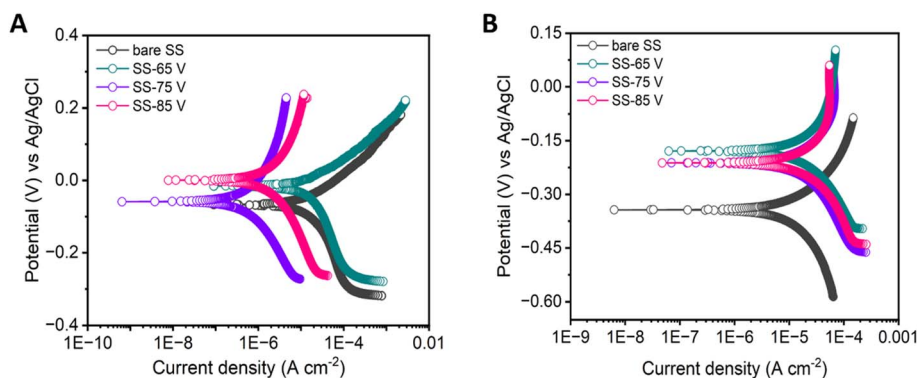 A
0.4
0.2
0.0
−0.2
−0.4
Potential (V) vs Ag/AgCl
bare SS
SS-65 V
SS-75 V
SS-85 V
1E−10 1E−8 1E−6 1E−4 0.01
Current density (A cm⁻²)
B
0.15
0.00
−0.15
−0.30
−0.45
−0.60
Potential (V) vs Ag/AgCl
bare SS
SS-65 V
SS-75 V
SS-85 V
1E−9 1E−8 1E−7 1E−6 1E−5 1E−4 0.001
Current density (A cm⁻²)